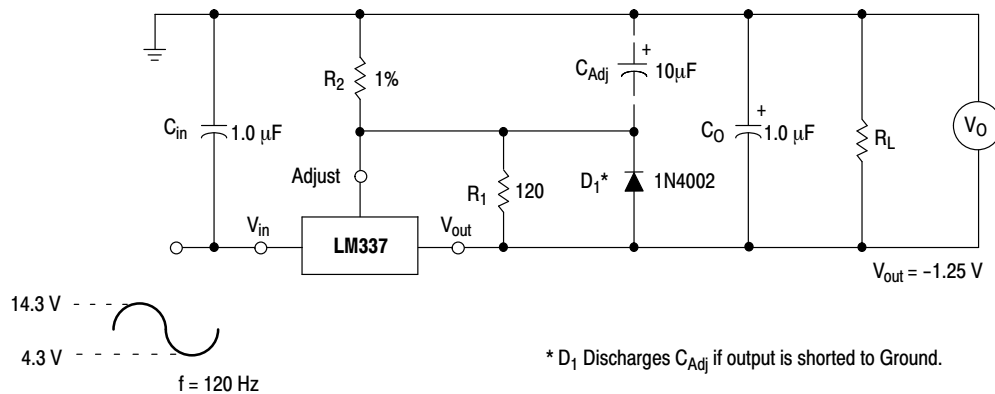 R2 1%
CAdj + 10μF
Cin 1.0 μF
CO + 1.0 μF
RL
VO
Adjust
R1 120
D1* 1N4002
Vin
LM337
Vout
Vout = –1.25 V
14.3 V
4.3 V
f = 120 Hz
* D1 Discharges CAdj if output is shorted to Ground.